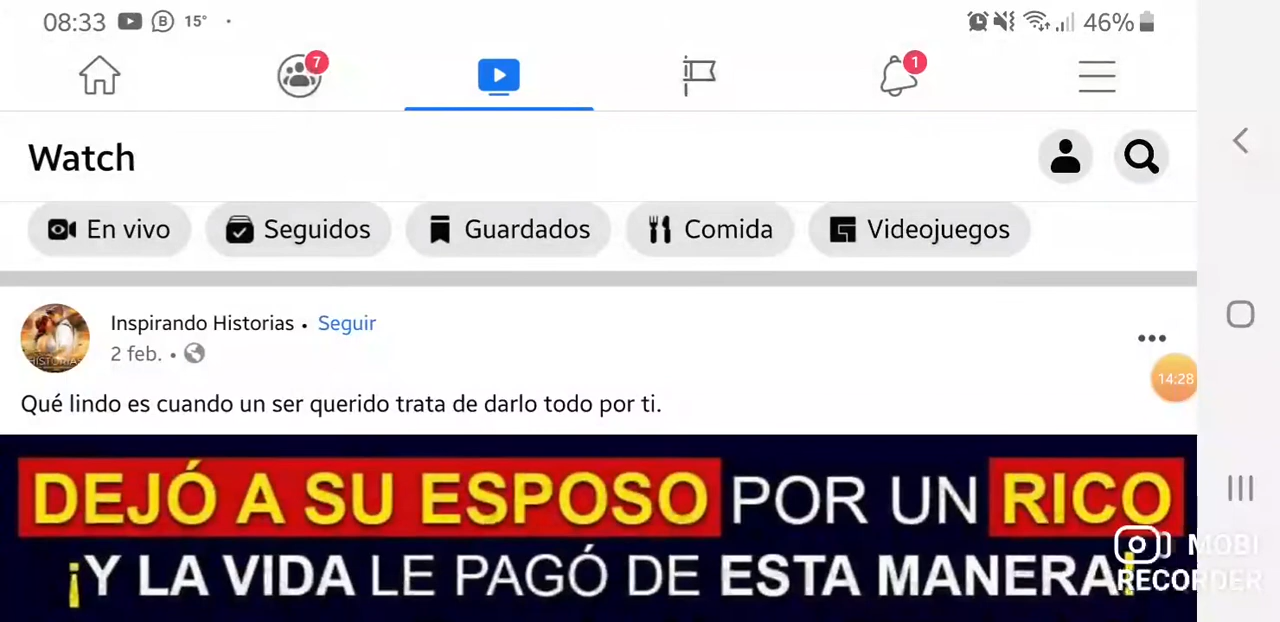 08:33 B 15°
46%
7
1
Watch
En vivo Seguidos Guardados Comida Videojuegos
Inspirando Historias • Seguir
2 feb. •
HISTORIAS
14:28
Qué lindo es cuando un ser querido trata de darlo todo por ti.
DEJÓ A SU ESPOSO POR UN RICO
¡Y LA VIDA LE PAGÓ DE ESTA MANERA!
MOBI
RECORDER